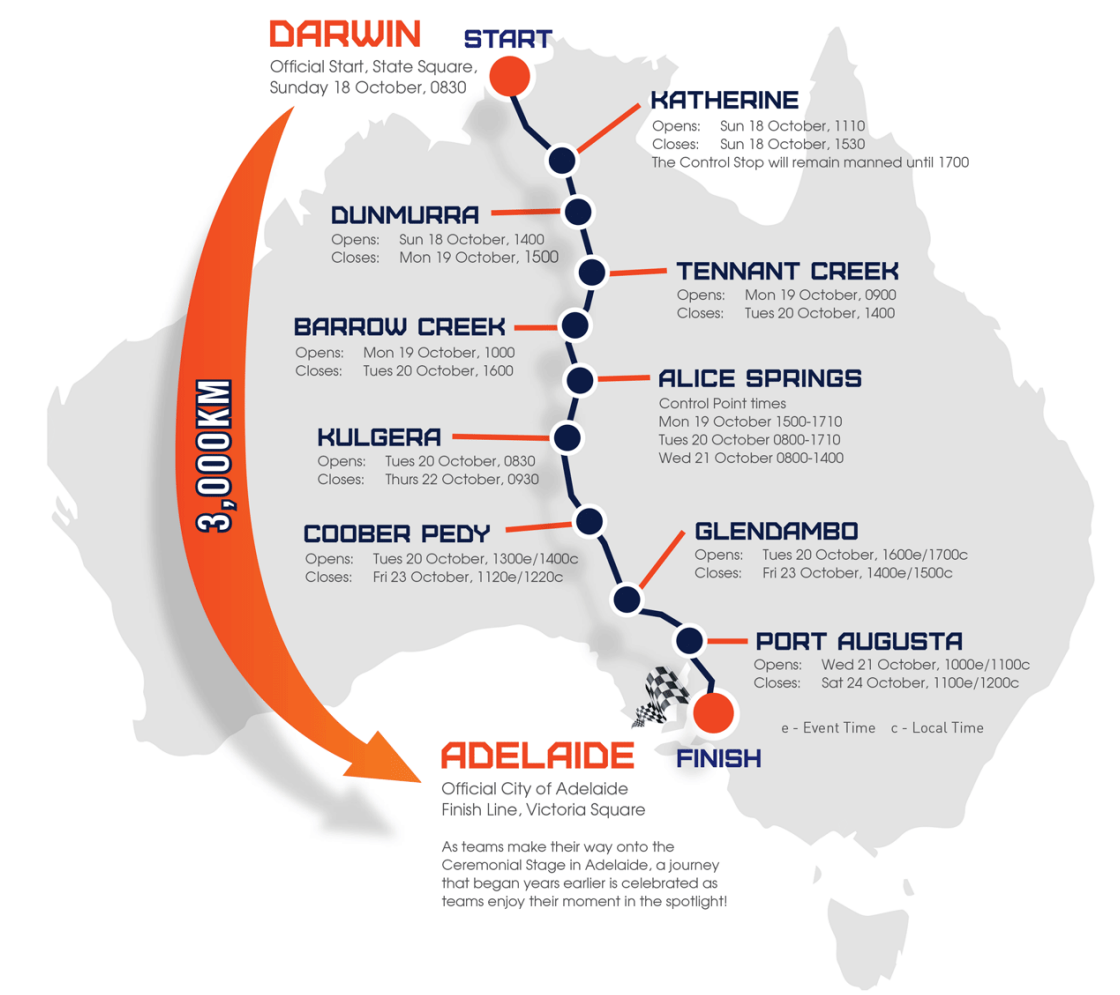 DARWIN
Official Start, State Square,
Sunday 18 October, 0830
START
KATHERINE
Opens: Sun 18 October, 1110
Closes: Sun 18 October, 1530
The Control Stop will remain manned until 1700
DUNMURRA
Opens: Sun 18 October, 1400
Closes: Mon 19 October, 1500
TENNANT CREEK
Opens: Mon 19 October, 0900
Closes: Tues 20 October, 1400
BARROW CREEK
Opens: Mon 19 October, 1000
Closes: Tues 20 October, 1600
ALICE SPRINGS
Control Point times
Mon 19 October 1500-1710
Tues 20 October 0800-1710
Wed 21 October 0800-1400
3,000KM
KULGERA
Opens: Tues 20 October, 0830
Closes: Thurs 22 October, 0930
COOBER PEDY
Opens: Tues 20 October, 1300e/1400c
Closes: Fri 23 October, 1120e/1220c
GLENDAMBO
Opens: Tues 20 October, 1600e/1700c
Closes: Fri 23 October, 1400e/1500c
PORT AUGUSTA
Opens: Wed 21 October, 1000e/1100c
Closes: Sat 24 October, 1100e/1200c
e - Event Time c - Local Time
FINISH
ADELAIDE
Official City of Adelaide
Finish Line, Victoria Square
As teams make their way onto the
Ceremonial Stage in Adelaide, a journey
that began years earlier is celebrated as
teams enjoy their moment in the spotlight!